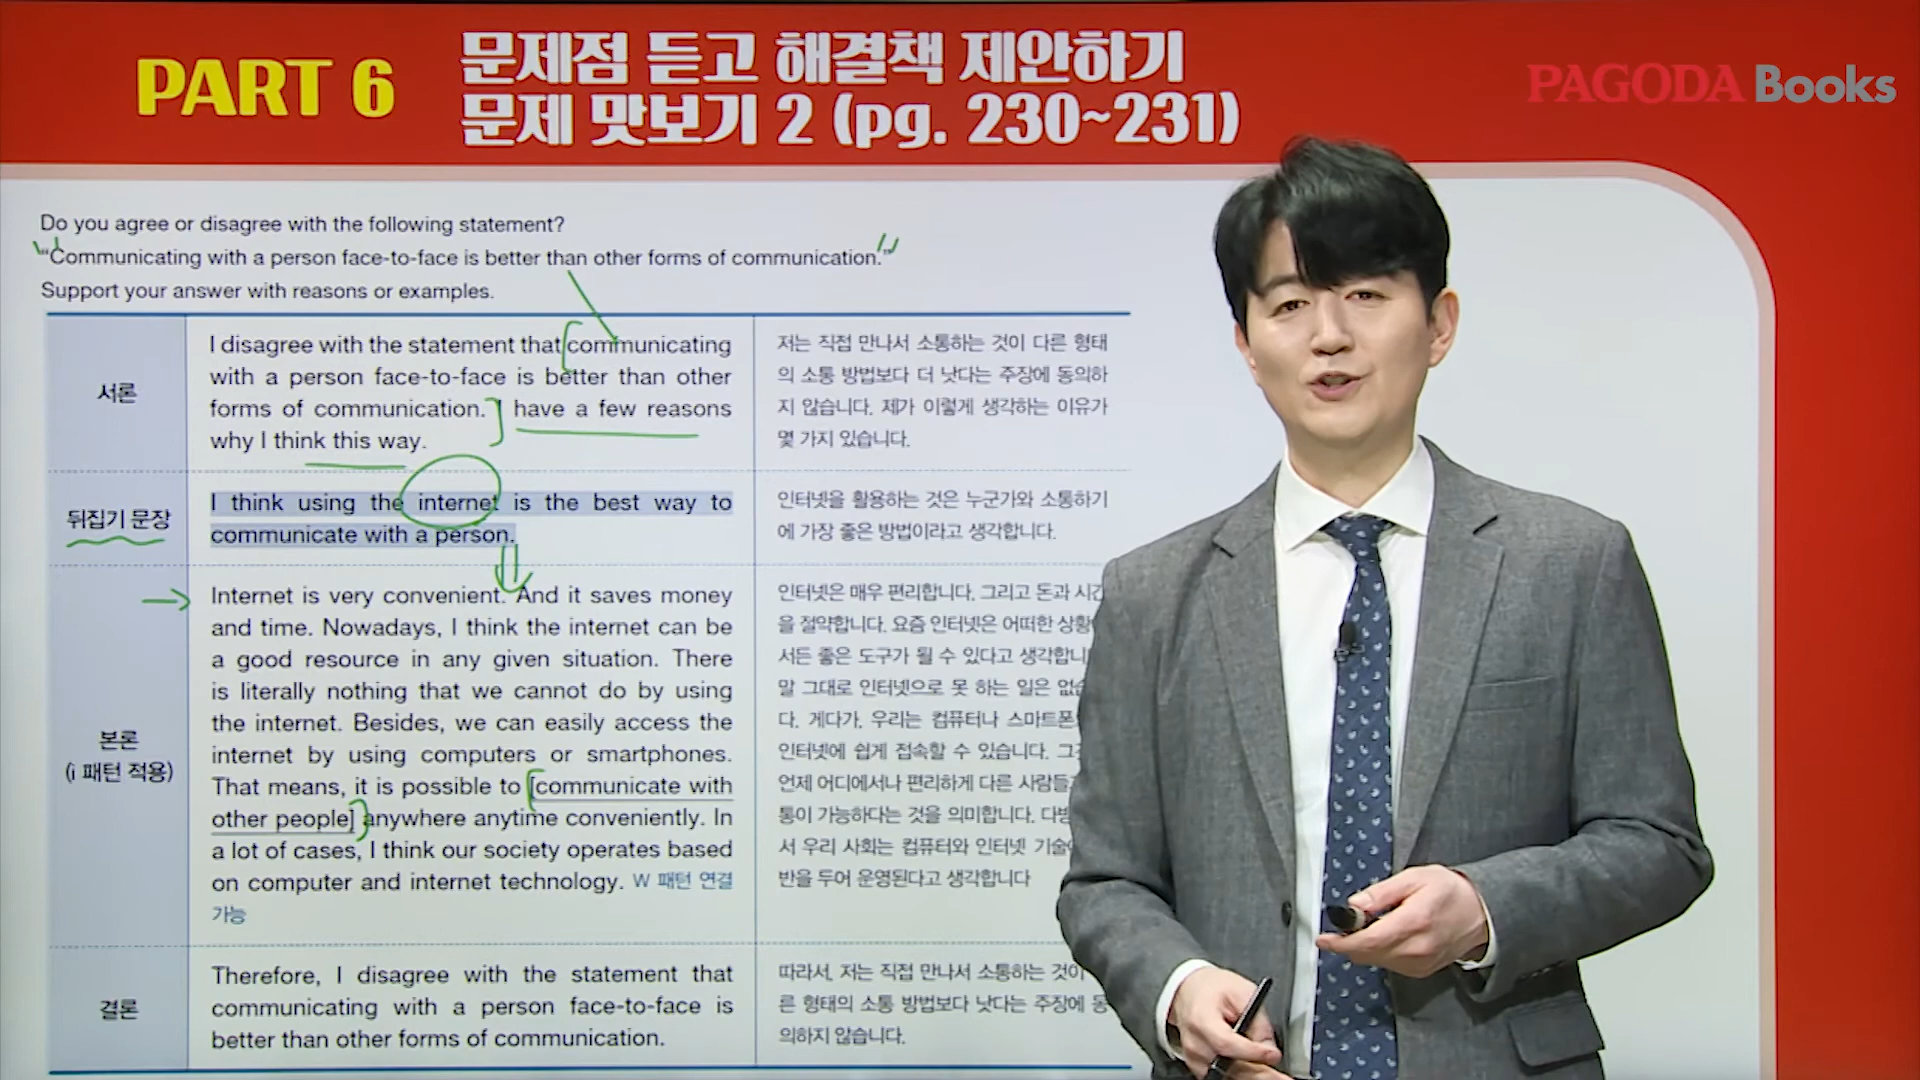 PART 6
문제점 듣고 해결책 제안하기
문제 맛보기 2 (pg. 230~231)
PAGODA Books
Do you agree or disagree with the following statement?
"Communicating with a person face-to-face is better than other forms of communication."
Support your answer with reasons or examples.
서론
I disagree with the statement that communicating
with a person face-to-face is better than other
forms of communication. I have a few reasons
why I think this way.
저는 직접 만나서 소통하는 것이 다른 형태
의 소통 방법보다 더 낫다는 주장에 동의하
지 않습니다. 제가 이렇게 생각하는 이유가
몇 가지 있습니다.
뒤집기 문장
I think using the internet is the best way to
communicate with a person.
인터넷을 활용하는 것은 누군가와 소통하기
에 가장 좋은 방법이라고 생각합니다.
본론
(i 패턴 적용)
Internet is very convenient. And it saves money
and time. Nowadays, I think the internet can be
a good resource in any given situation. There
is literally nothing that we cannot do by using
the internet. Besides, we can easily access the
internet by using computers or smartphones.
That means, it is possible to [communicate with
other people] anywhere anytime conveniently. In
a lot of cases, I think our society operates based
on computer and internet technology. W 패턴 연결
가능
인터넷은 매우 편리합니다. 그리고 돈과 시간
을 절약합니다. 요즘 인터넷은 어떠한 상황
서든 좋은 도구가 될 수 있다고 생각합니
말 그대로 인터넷으로 못 하는 일은 없습
다. 게다가, 우리는 컴퓨터나 스마트폰
인터넷에 쉽게 접속할 수 있습니다. 그
언제 어디에서나 편리하게 다른 사람들
통이 가능하다는 것을 의미합니다. 다방
서 우리 사회는 컴퓨터와 인터넷 기술
반을 두어 운영된다고 생각합니다
결론
Therefore, I disagree with the statement that
communicating with a person face-to-face is
better than other forms of communication.
따라서, 저는 직접 만나서 소통하는 것이
른 형태의 소통 방법보다 낫다는 주장에 동
의하지 않습니다.